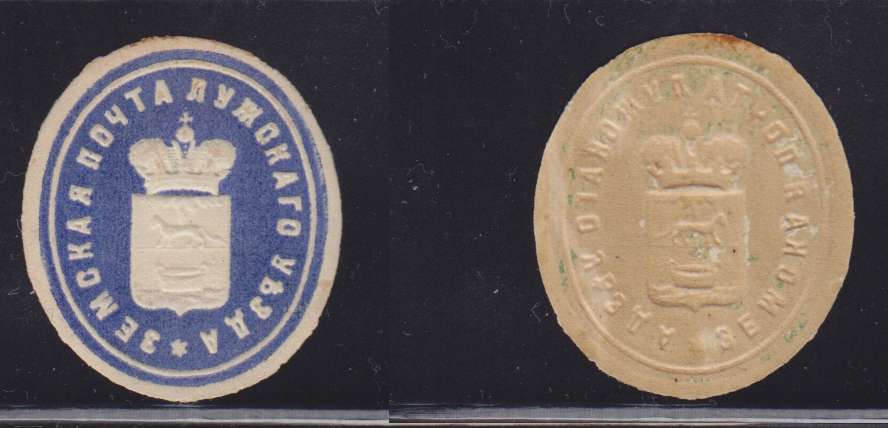 ЗЕМСКАЯ ПОЧТА ЛУЖСКАГО УѢЗДА *